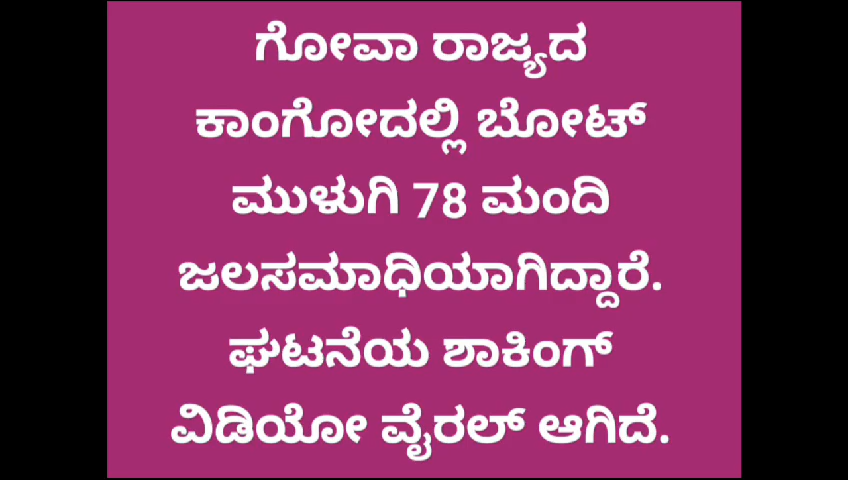 ಗೋವಾ ರಾಜ್ಯದ
ಕಾಂಗೋದಲ್ಲಿ ಬೋಟ್
ಮುಳುಗಿ 78 ಮಂದಿ
ಜಲಸಮಾಧಿಯಾಗಿದ್ದಾರೆ.
ಘಟನೆಯ ಶಾಕಿಂಗ್
ವಿಡಿಯೋ ವೈರಲ್ ಆಗಿದೆ.